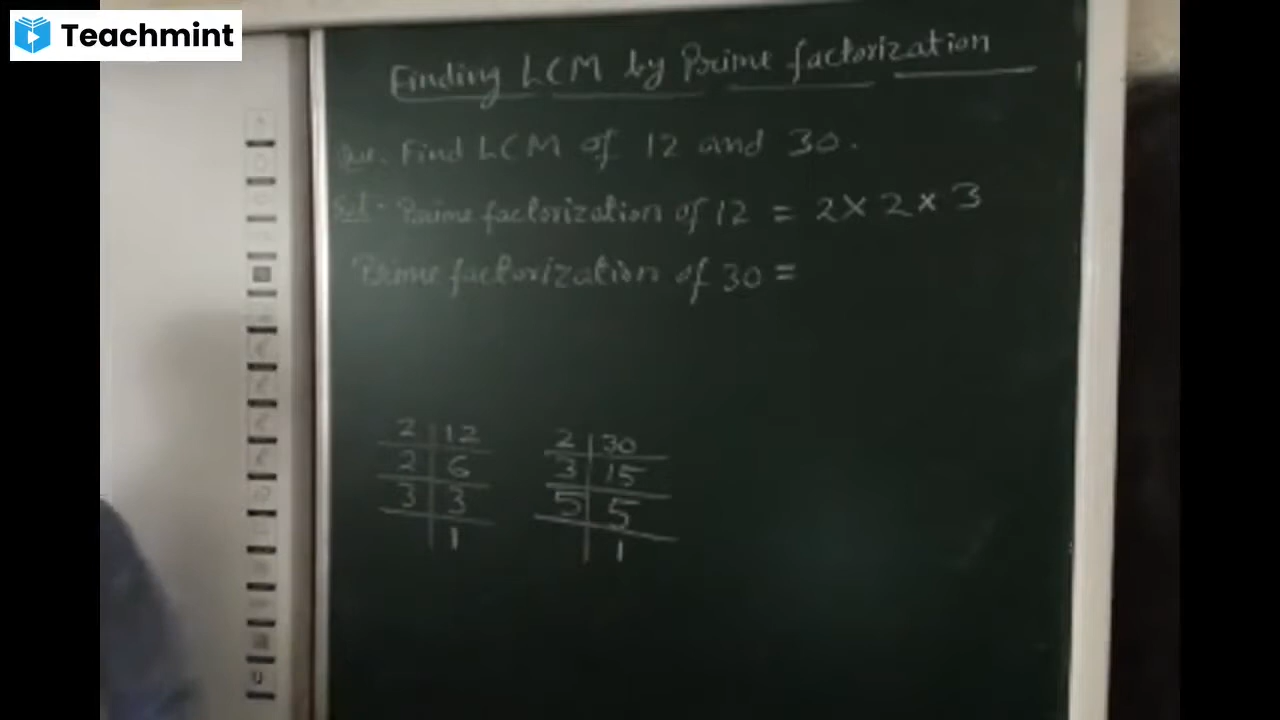 Teachmint
Finding LCM by Prime factorization
Que. Find LCM of 12 and 30.
Sol- Prime factorization of 12 = 2 × 2 × 3
Prime factorization of 30 =
2 | 12
2 | 6
3 | 3
| 1
2 | 30
3 | 15
5 | 5
| 1